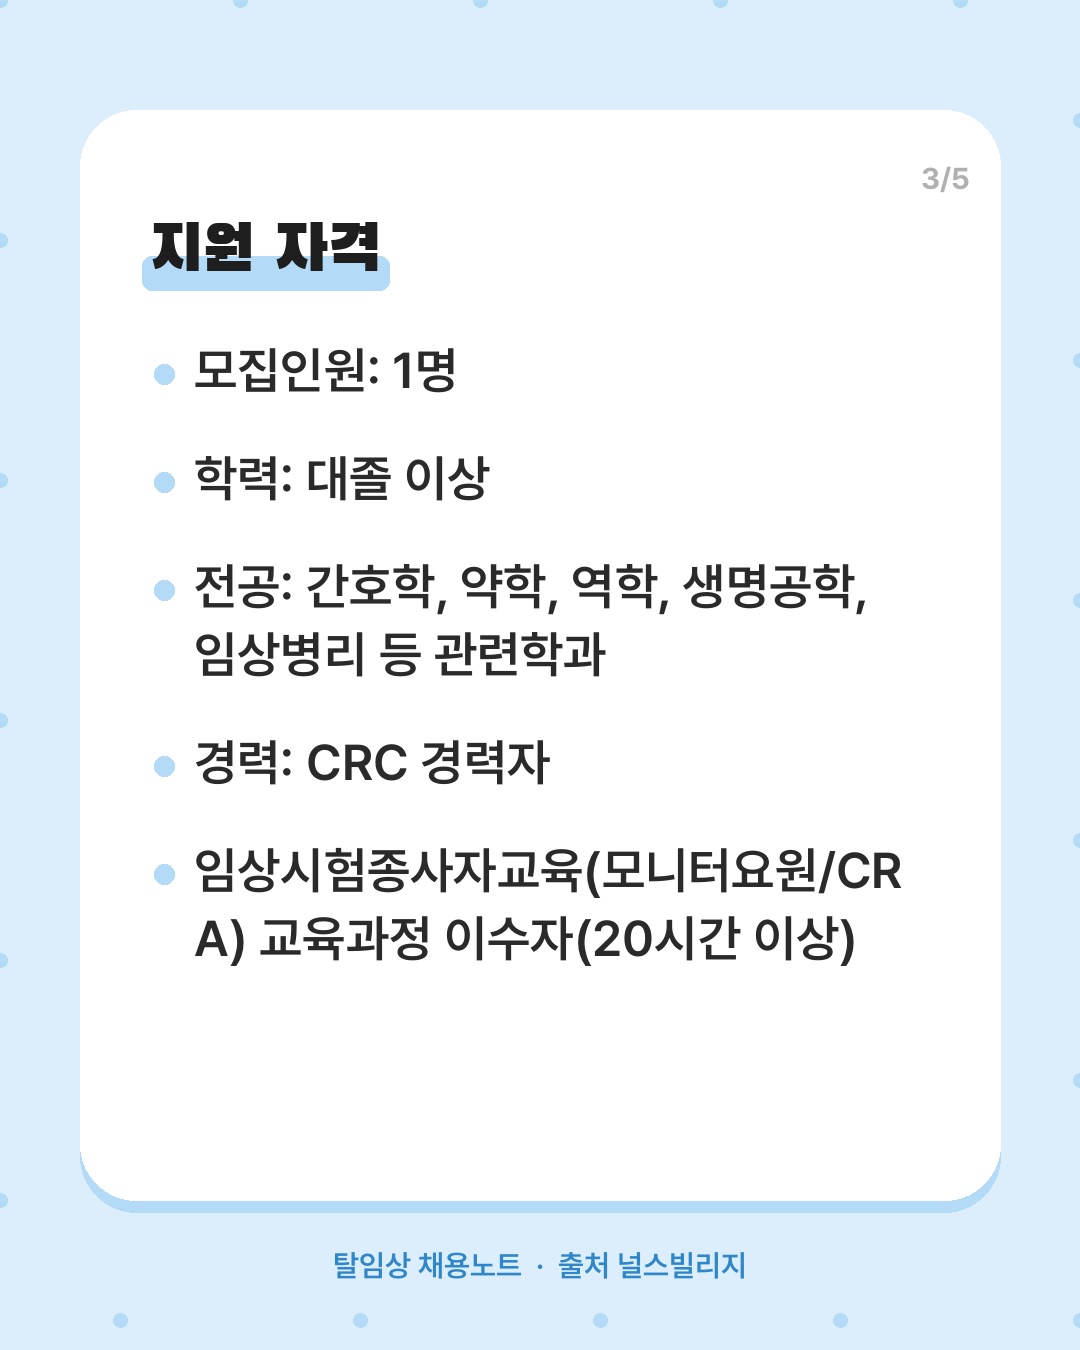 3/5
지원 자격
모집인원: 1명
학력: 대졸 이상
전공: 간호학, 약학, 역학, 생명공학,
임상병리 등 관련학과
경력: CRC 경력자
임상시험종사자교육(모니터요원/CR
A) 교육과정 이수자(20시간 이상)
탈임상 채용노트 · 출처 널스빌리지